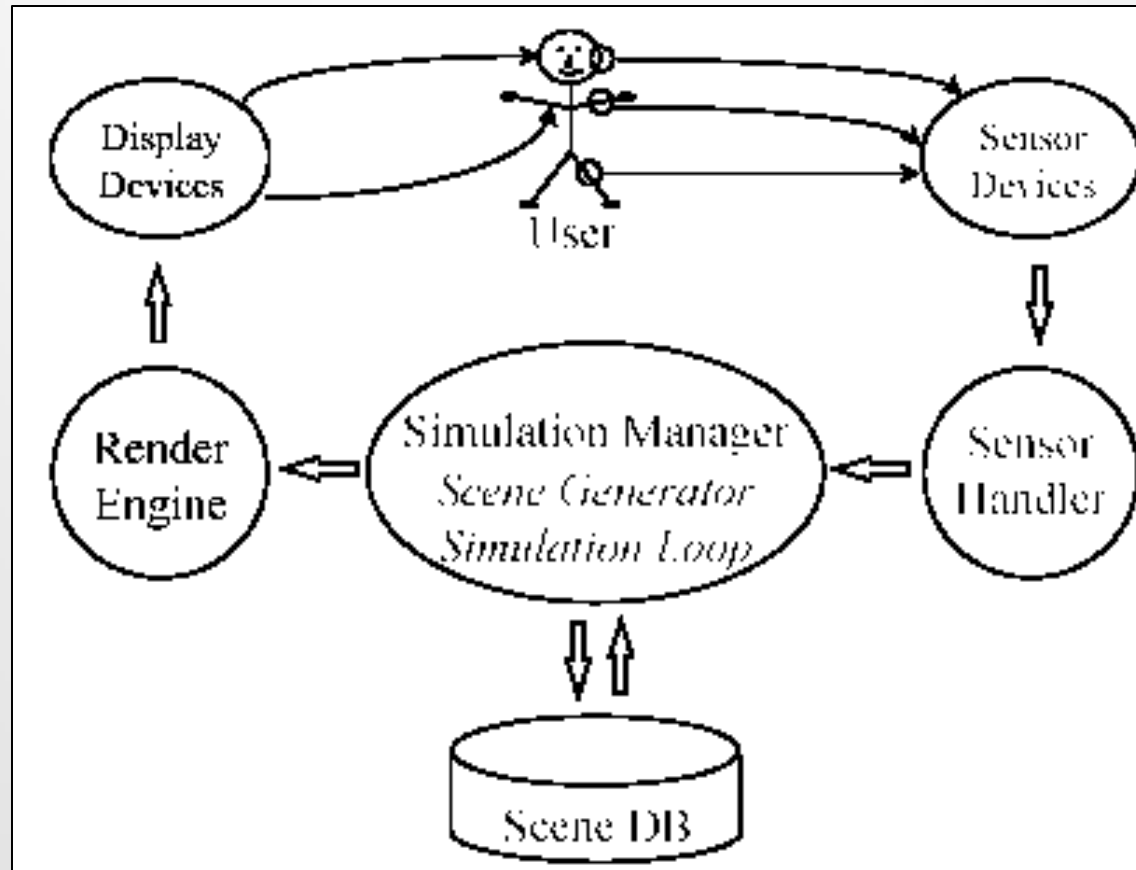 Display
Devices
User
Sensor
Devices
Render
Engine
Simulation Manager
Scene Generator
Simulation Loop
Sensor
Handler
Scene DB